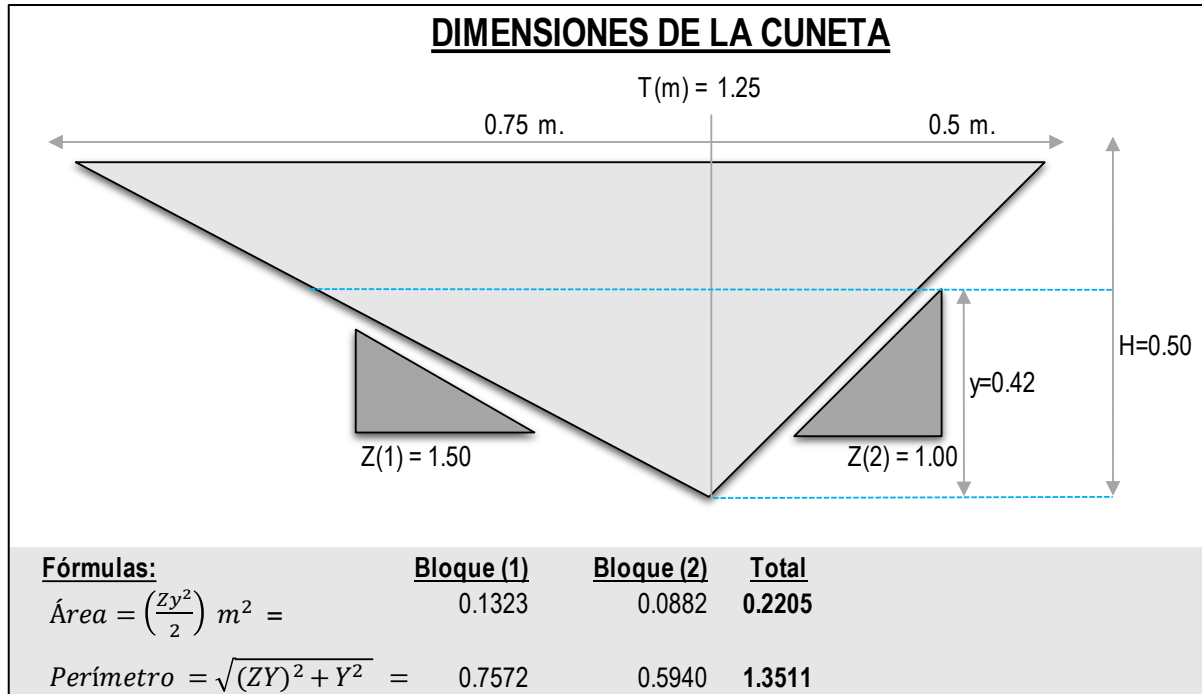 DIMENSIONES DE LA CUNETA
T(m) = 1.25
0.75 m. 0.5 m.
H=0.50
y=0.42
Z(1) = 1.50 Z(2) = 1.00
Fórmulas: Bloque (1) Bloque (2) Total
Área = (Zy²/2) m² = 0.1323 0.0882 0.2205
Perímetro = √((ZY)² + Y²) = 0.7572 0.5940 1.3511